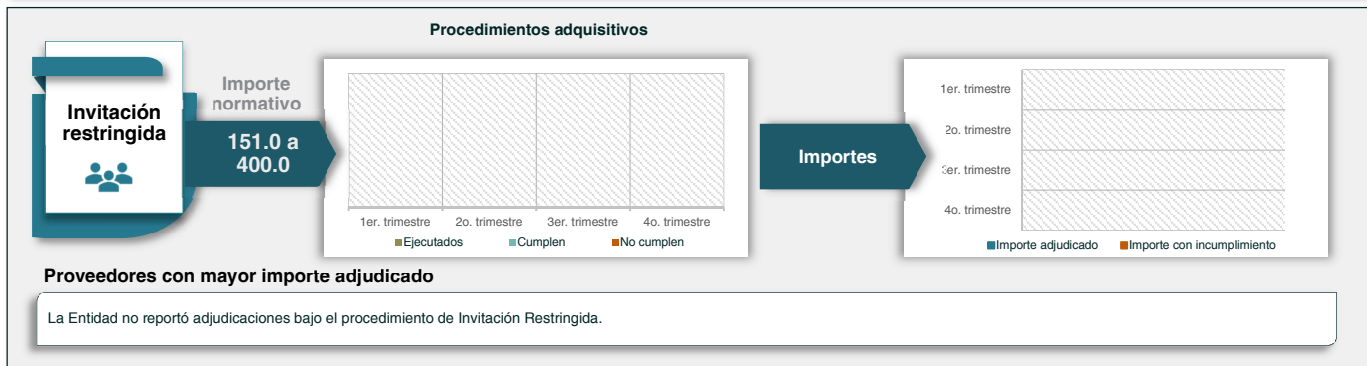 Procedimientos adquisitivos
Invitación
restringida
Importe
normativo
151.0 a
400.0
1er. trimestre 2o. trimestre 3er. trimestre 4o. trimestre
Ejecutados Cumplen No cumplen
Importes
1er. trimestre
2o. trimestre
3er. trimestre
4o. trimestre
Importe adjudicado Importe con incumplimiento
Proveedores con mayor importe adjudicado
La Entidad no reportó adjudicaciones bajo el procedimiento de Invitación Restringida.